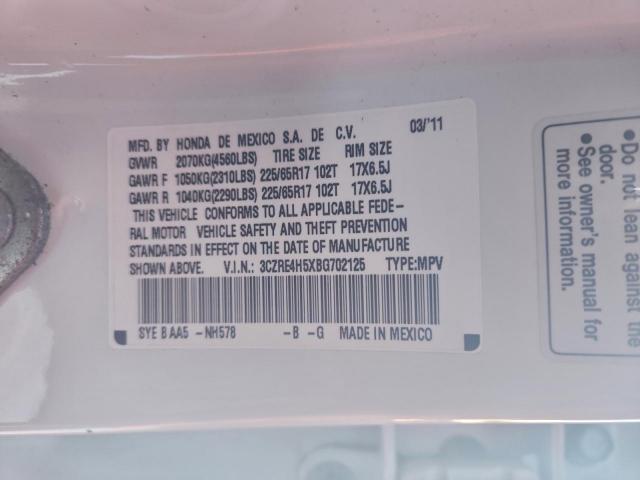 MFD. BY HONDA DE MEXICO S.A. DE C.V. 03/'11
GVWR 2070KG(4560LBS) TIRE SIZE RIM SIZE
GAWR F 1050KG(2310LBS) 225/65R17 102T 17X6.5J
GAWR R 1040KG(2290LBS) 225/65R17 102T 17X6.5J
THIS VEHICLE CONFORMS TO ALL APPLICABLE FEDE-
RAL MOTOR VEHICLE SAFETY AND THEFT PREVENTION
STANDARDS IN EFFECT ON THE DATE OF MANUFACTURE
SHOWN ABOVE. V.I.N.: 3CZRE4H5XBG702125 TYPE:MPV
SYE B AA5 -NH578 -B -G MADE IN MEXICO
● Do not lean against the
door.
● See owner's manual for
more information.